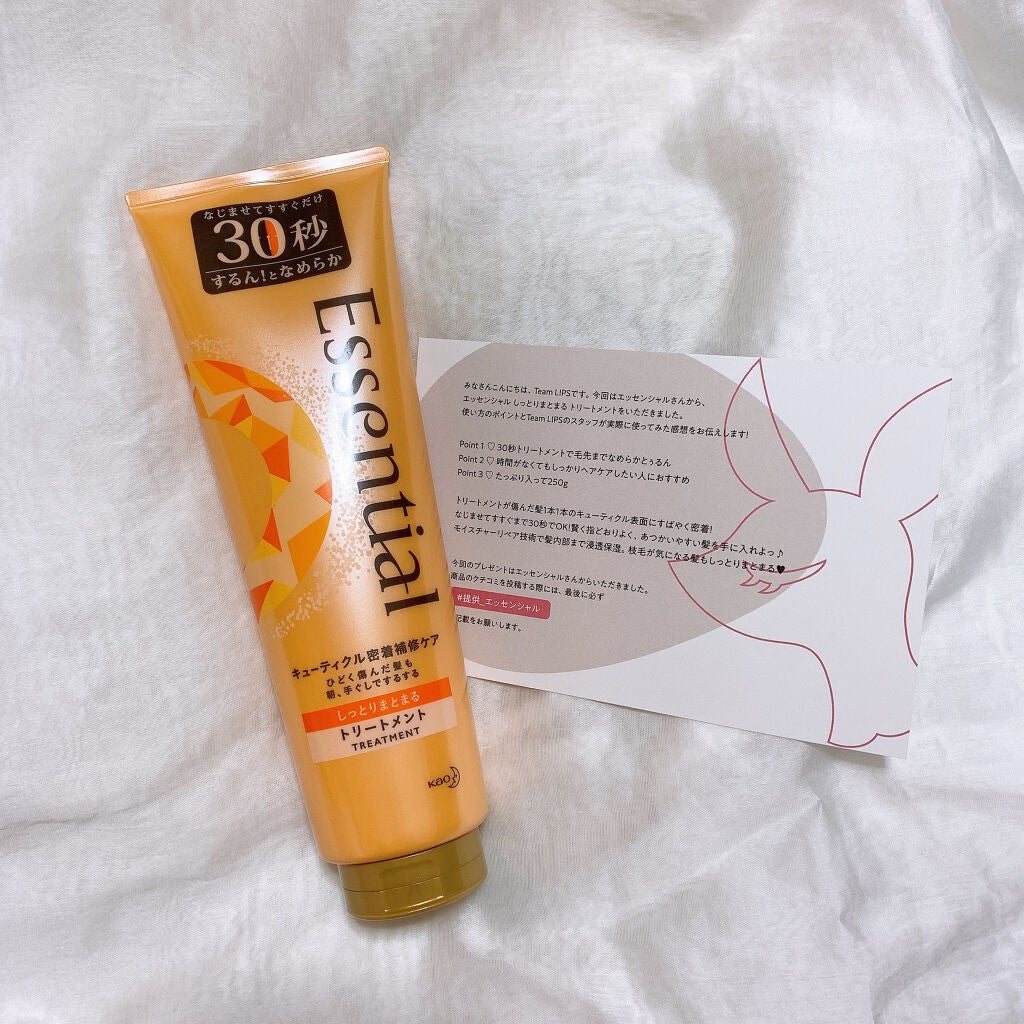 なじませてすすぐだけ
30秒
するん!となめらか
Essential
キューティクル密着補修ケア
ひどく傷んだ髪も
朝、手ぐしでするする
しっとりまとまる
トリートメント
TREATMENT
Kao
みなさんこんにちは、Team LIPSです。今回はエッセンシャルさんから、
エッセンシャル しっとりまとまる トリートメントをいただきました。
使い方のポイントとTeam LIPSのスタッフが実際に使ってみた感想をお伝えします!
Point 1 ♡ 30秒トリートメントで毛先までなめらかとぅるん
Point 2 ♡ 時間がなくてもしっかりヘアケアしたい人におすすめ
Point 3 ♡ たっぷり入って250g
トリートメントが傷んだ髪1本1本のキューティクル表面にすばやく密着!
なじませてすすぐまで30秒でOK!賢く指どおりよく、あつかいやすい髪を手に入れよっ♪
モイスチャーリペア技術で髪内部まで浸透保湿。枝毛が気になる髪もしっとりまとまる♥
今回のプレゼントはエッセンシャルさんからいただきました。
商品のクチコミを投稿する際には、最後に必ず
#提供_エッセンシャル
記載をお願いします。